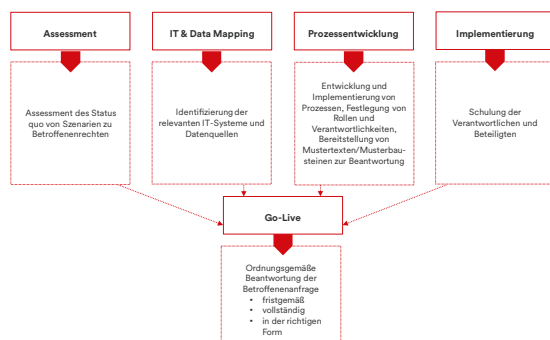 Assessment
IT & Data Mapping
Prozessentwicklung
Implementierung
Assessment des Status
quo von Szenarien zu
Betroffenenrechten
Identifizierung der
relevanten IT-Systeme und
Datenquellen
Entwicklung und
Implementierung von
Prozessen, Festlegung von
Rollen und
Verantwortlichkeiten,
Bereitstellung von
Mustertexten/Musterbau-
steinen zur Beantwortung
Schulung der
Verantwortlichen und
Beteiligten
Go-Live
Ordnungsgemäße
Beantwortung der
Betroffenenanfrage
• fristgemäß
• vollständig
• in der richtigen
Form